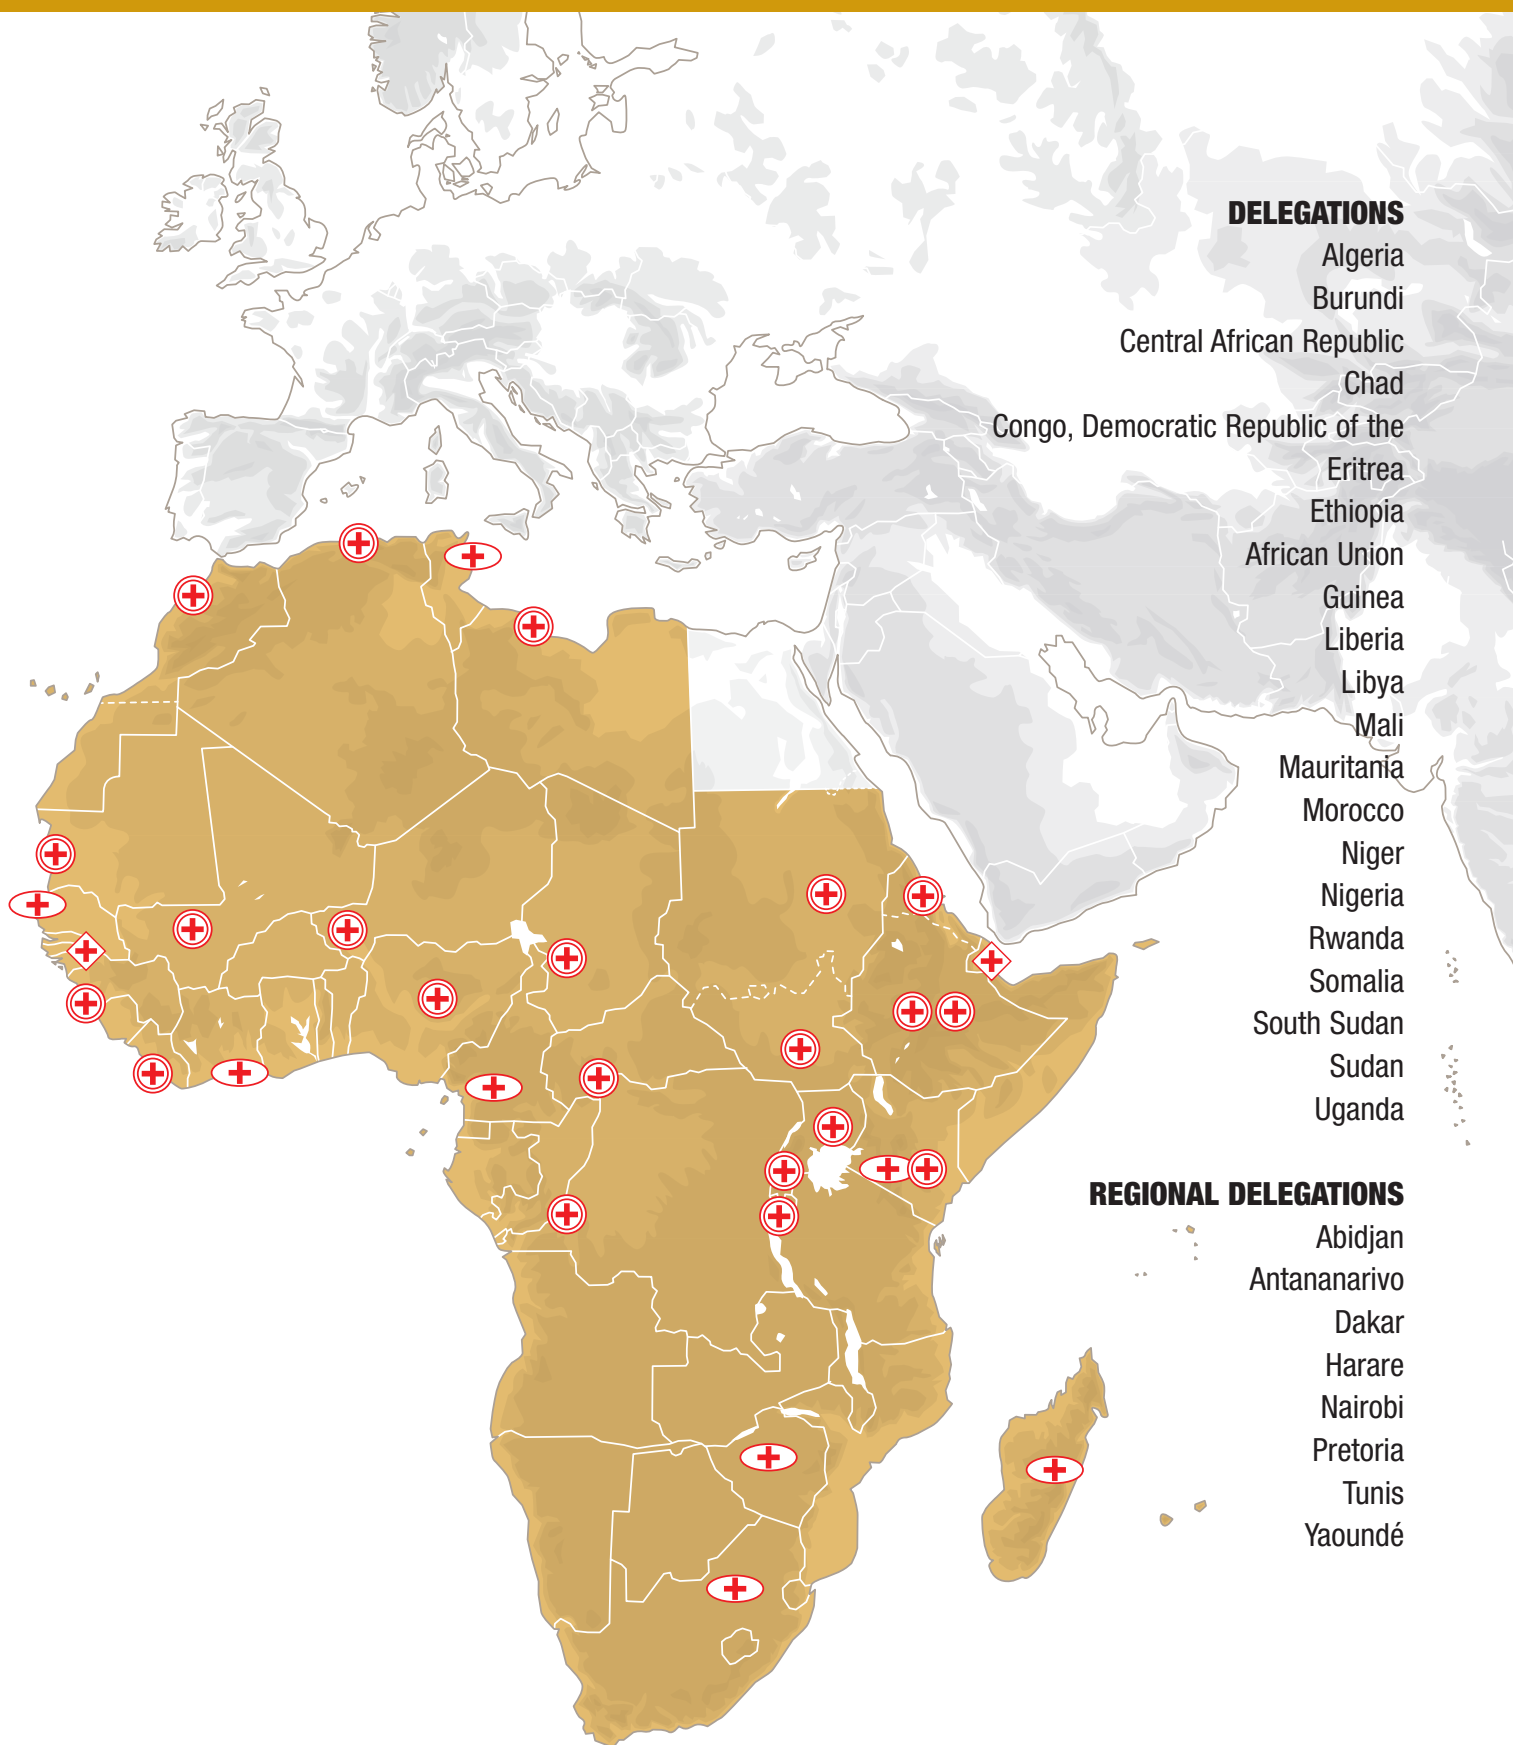 DELEGATIONS
Algeria
Burundi
Central African Republic
Chad
Congo, Democratic Republic of the
Eritrea
Ethiopia
African Union
Guinea
Liberia
Libya
Mali
Mauritania
Morocco
Niger
Nigeria
Rwanda
Somalia
South Sudan
Sudan
Uganda
REGIONAL DELEGATIONS
Abidjan
Antananarivo
Dakar
Harare
Nairobi
Pretoria
Tunis
Yaoundé